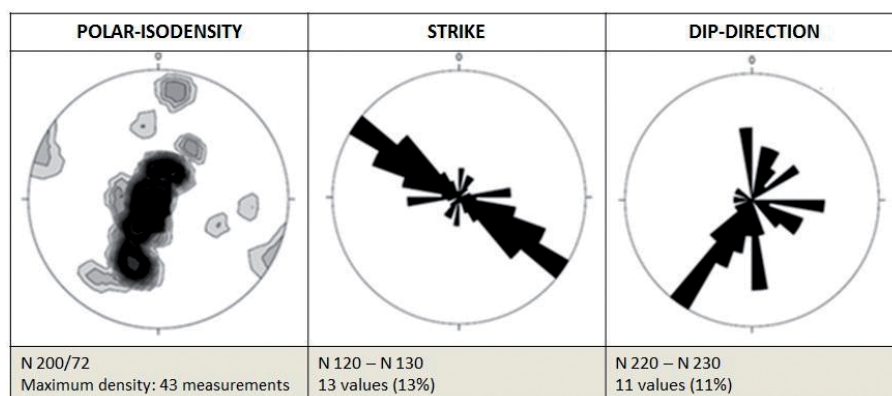 POLAR-ISODENSITY
STRIKE
DIP-DIRECTION
0
0
0
N 200/72
Maximum density: 43 measurements
N 120 – N 130
13 values (13%)
N 220 – N 230
11 values (11%)